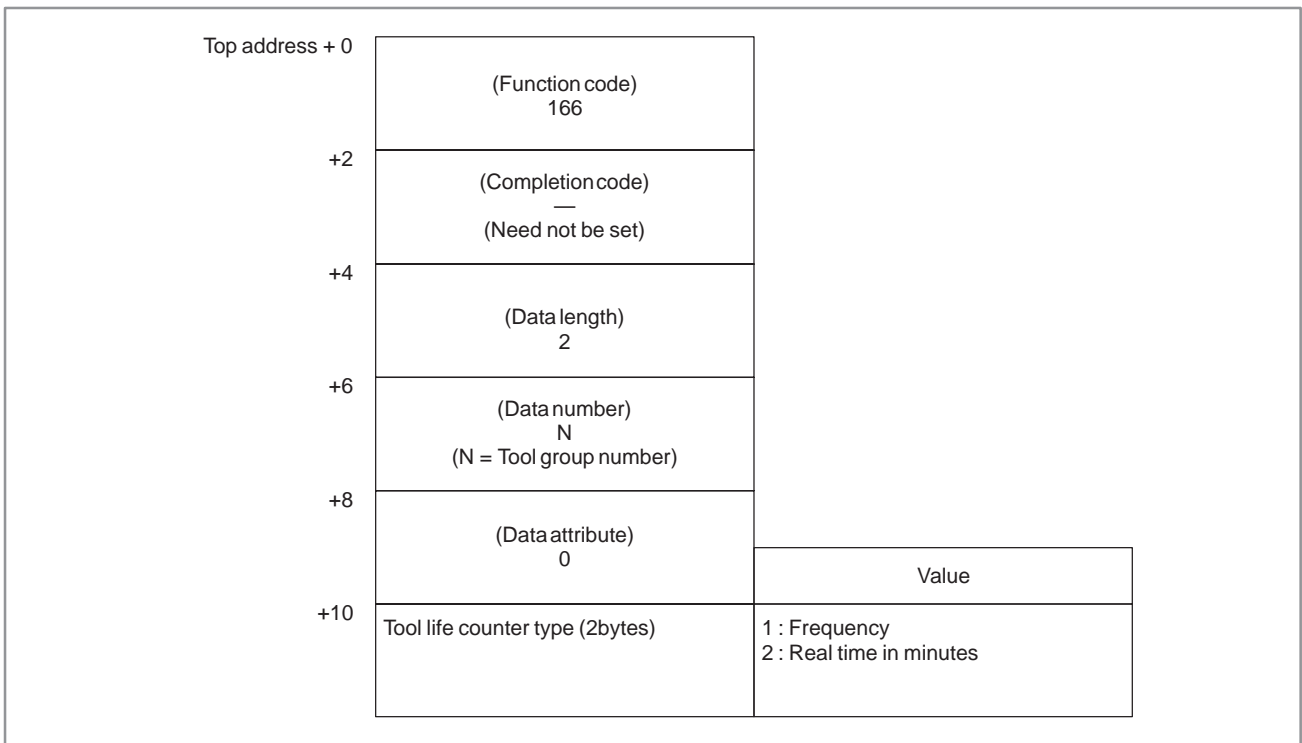 Top address + 0
(Function code)
166
+2
(Completion code)
—
(Need not be set)
+4
(Data length)
2
+6
(Data number)
N
(N = Tool group number)
+8
(Data attribute)
0
Value
+10
Tool life counter type (2bytes)
1 : Frequency
2 : Real time in minutes